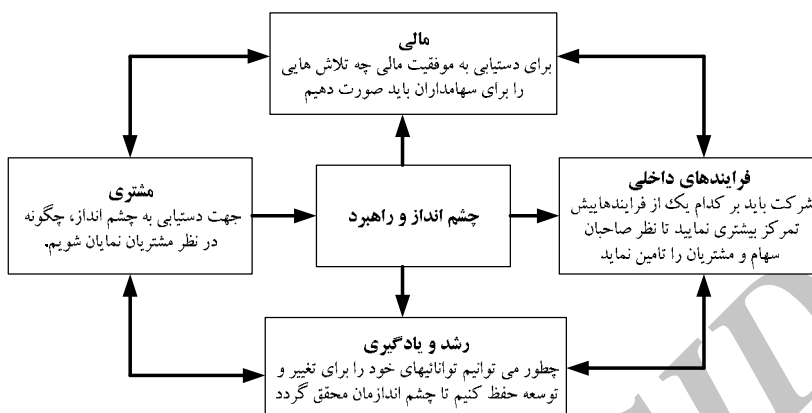 مالی
برای دستیابی به موفقیت مالی چه تلاش هایی
را برای سهامداران باید صورت دهیم
فرایندهای داخلی
شرکت باید بر کدام یک از فرایندهاییش
تمرکز بیشتری نمایید تا نظر صاحبان
سهام و مشتریان را تامین نماید
چشم انداز و راهبرد
مشتری
جهت دستیابی به چشم انداز، چگونه
در نظر مشتریان نمایان شویم.
رشد و یادگیری
چطور می توانیم توانائیهای خود را برای تغییر و
توسعه حفظ کنیم تا چشم اندازمان محقق گردد